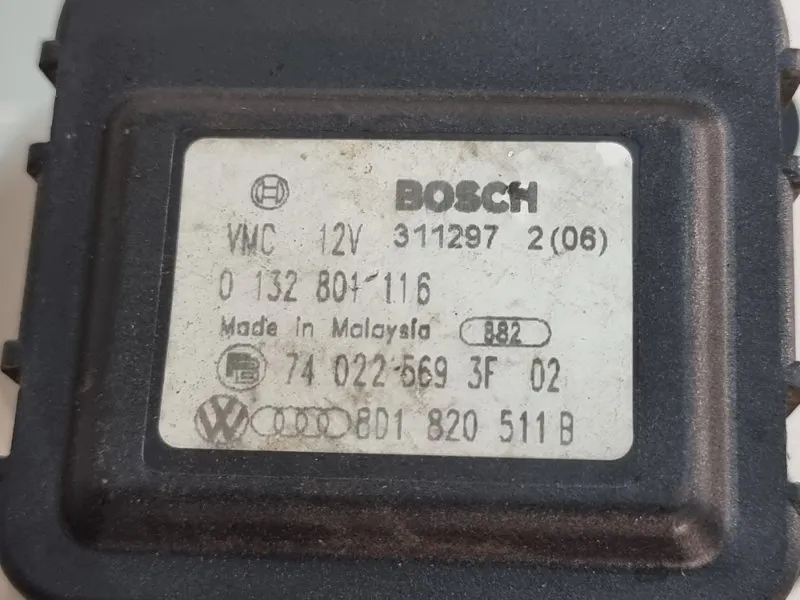 BOSCH
VMC 12V 311297 2(06)
0 132 801 116
Made in Malaysia 882
74 022 669 3F 02
8D1 820 511 B